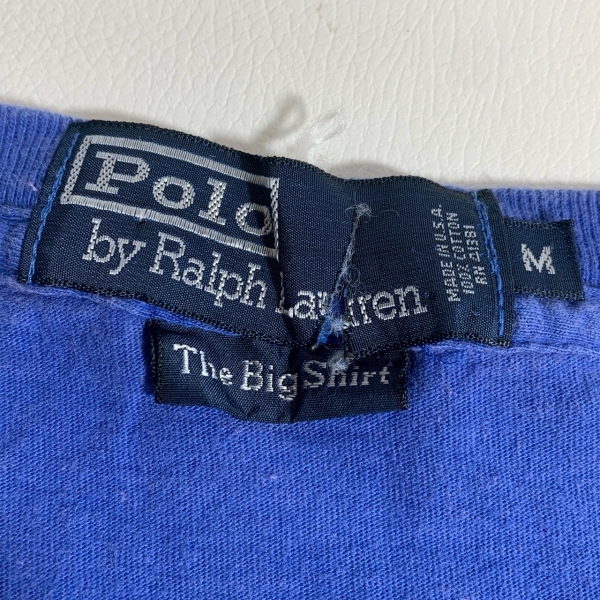 Polo
by Ralph Lauren
MADE IN U.S.A.
100% COTTON
RN 41381
M
The Big Shirt